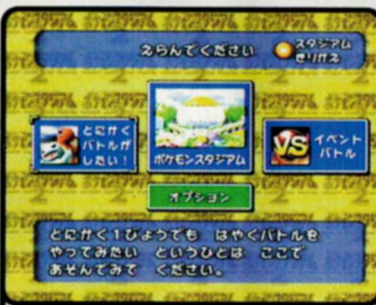 えらんでください
スタジアム
きりかえ
とにかく
バトルが
したい!
ポケモンスタジアム
VS
イベント
バトル
オプション
とにかく1びょうでも はやくバトルを
やってみたい というひとは ここで
あそんでみて ください。